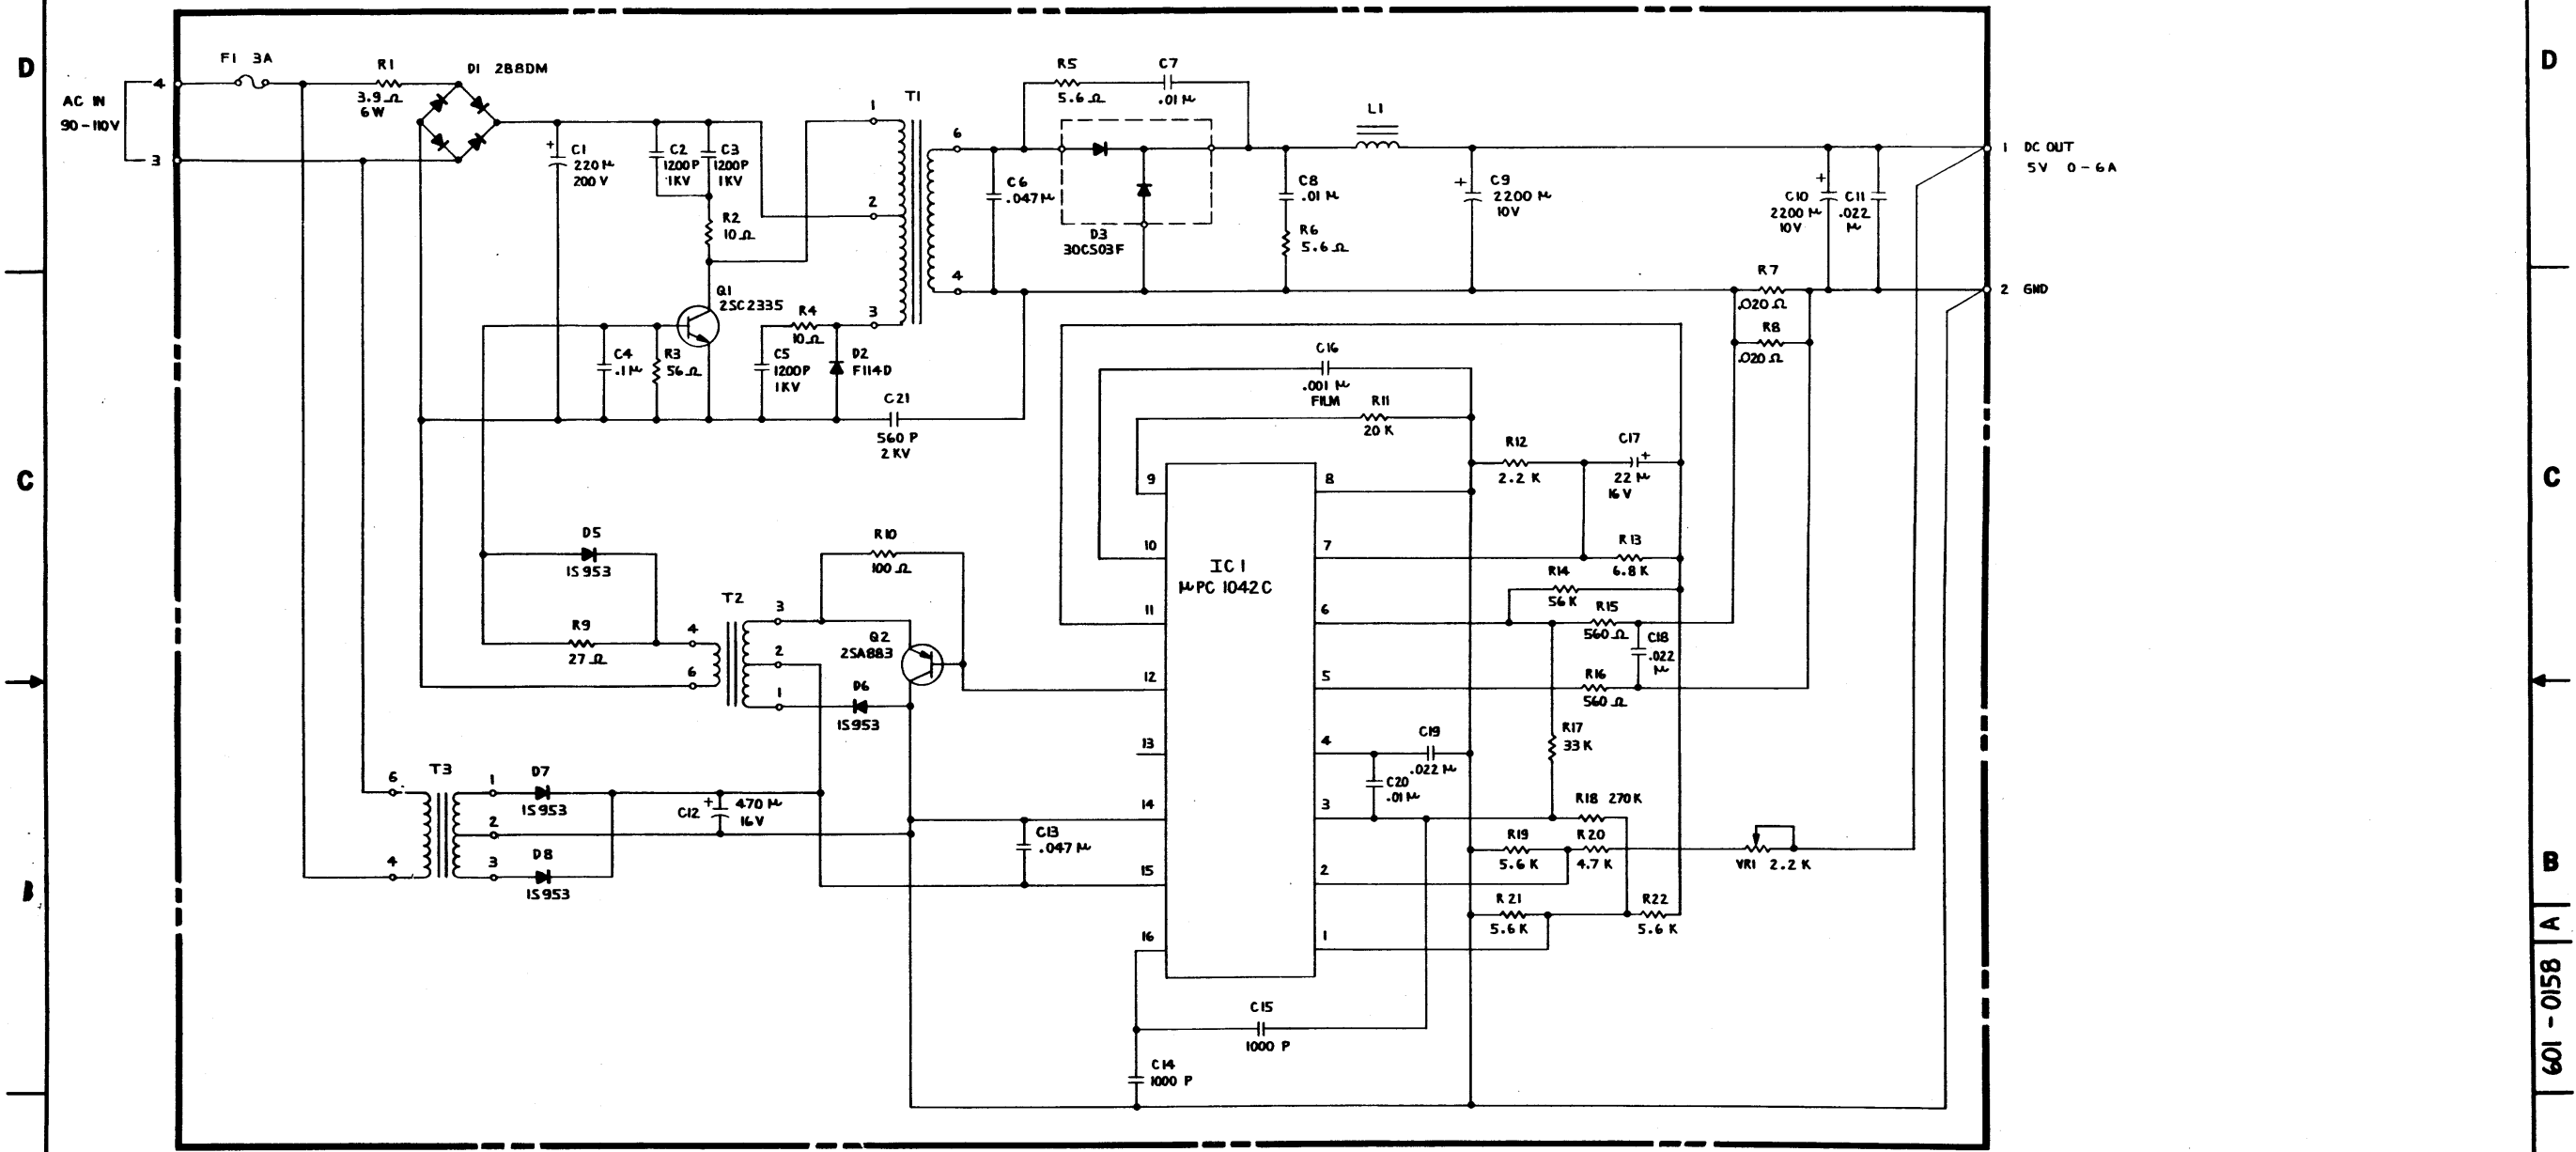 D
D
F1 3A
R1
3.9 Ω
6W
D1 2B8DM
AC IN
90-110V
4
3
C1
220 μ
200 V
C2
1200P
1KV
C3
1200P
1KV
R2
10 Ω
1
2
3
T1
6
4
R5
5.6 Ω
C7
.01 μ
C6
.047 μ
D3
30CS03F
C8
.01 μ
R6
5.6 Ω
L1
C9
2200 μ
10V
C10
2200 μ
10V
C11
.022
μ
1 DC OUT
5V 0-6A
2 GND
R7
.020 Ω
R8
.020 Ω
Q1
2SC2335
R4
10 Ω
C4
.1 μ
R3
56 Ω
C5
1200P
1KV
D2
F114D
C21
560 P
2 KV
C16
.001 μ
FILM
R11
20 K
R12
2.2 K
C17
22 μ
16 V
C
C
9
10
11
12
13
14
15
16
IC1
μPC 1042C
8
7
6
5
4
3
2
1
R13
6.8 K
R14
56 K
R15
560 Ω
C18
.022
μ
R16
560 Ω
R17
33 K
D5
1S953
R9
27 Ω
R10
100 Ω
T2
4
6
3
2
1
Q2
2SA883
D6
1S953
C19
.022 μ
C20
.01 μ
R18 270K
R19
5.6 K
R20
4.7 K
VR1 2.2 K
R21
5.6 K
R22
5.6 K
T3
6
4
1
2
3
D7
1S953
D8
1S953
C12
470 μ
16V
C13
.047 μ
C15
1000 P
C14
1000 P
B
B
A
601-0158